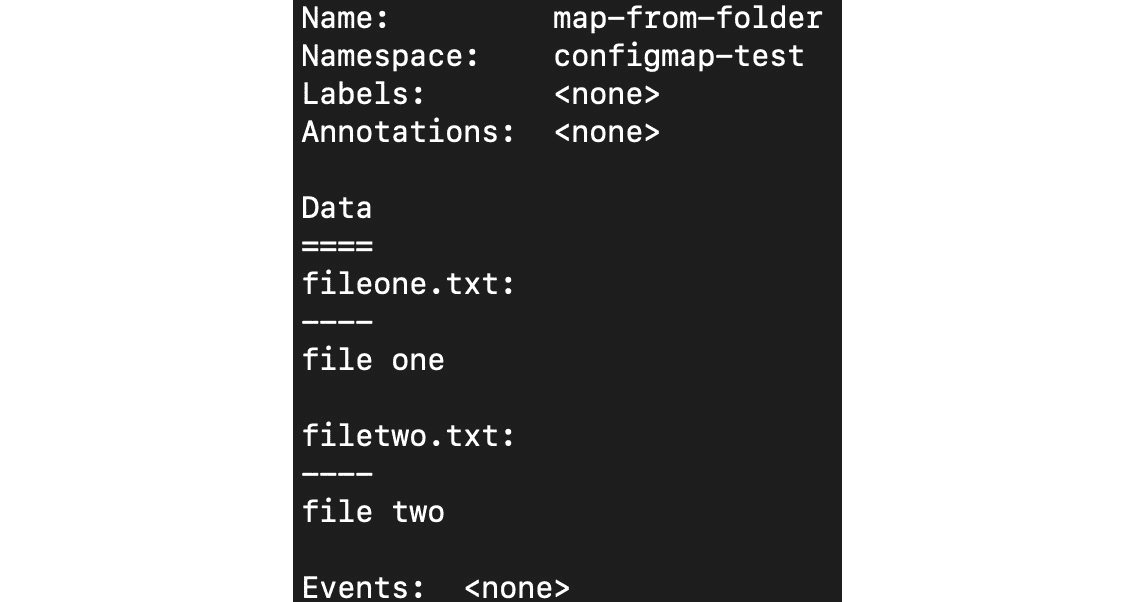 Name:         map-from-folder
Namespace:    configmap-test
Labels:       <none>
Annotations:  <none>

Data
====
fileone.txt:
----
file one

filetwo.txt:
----
file two

Events:  <none>